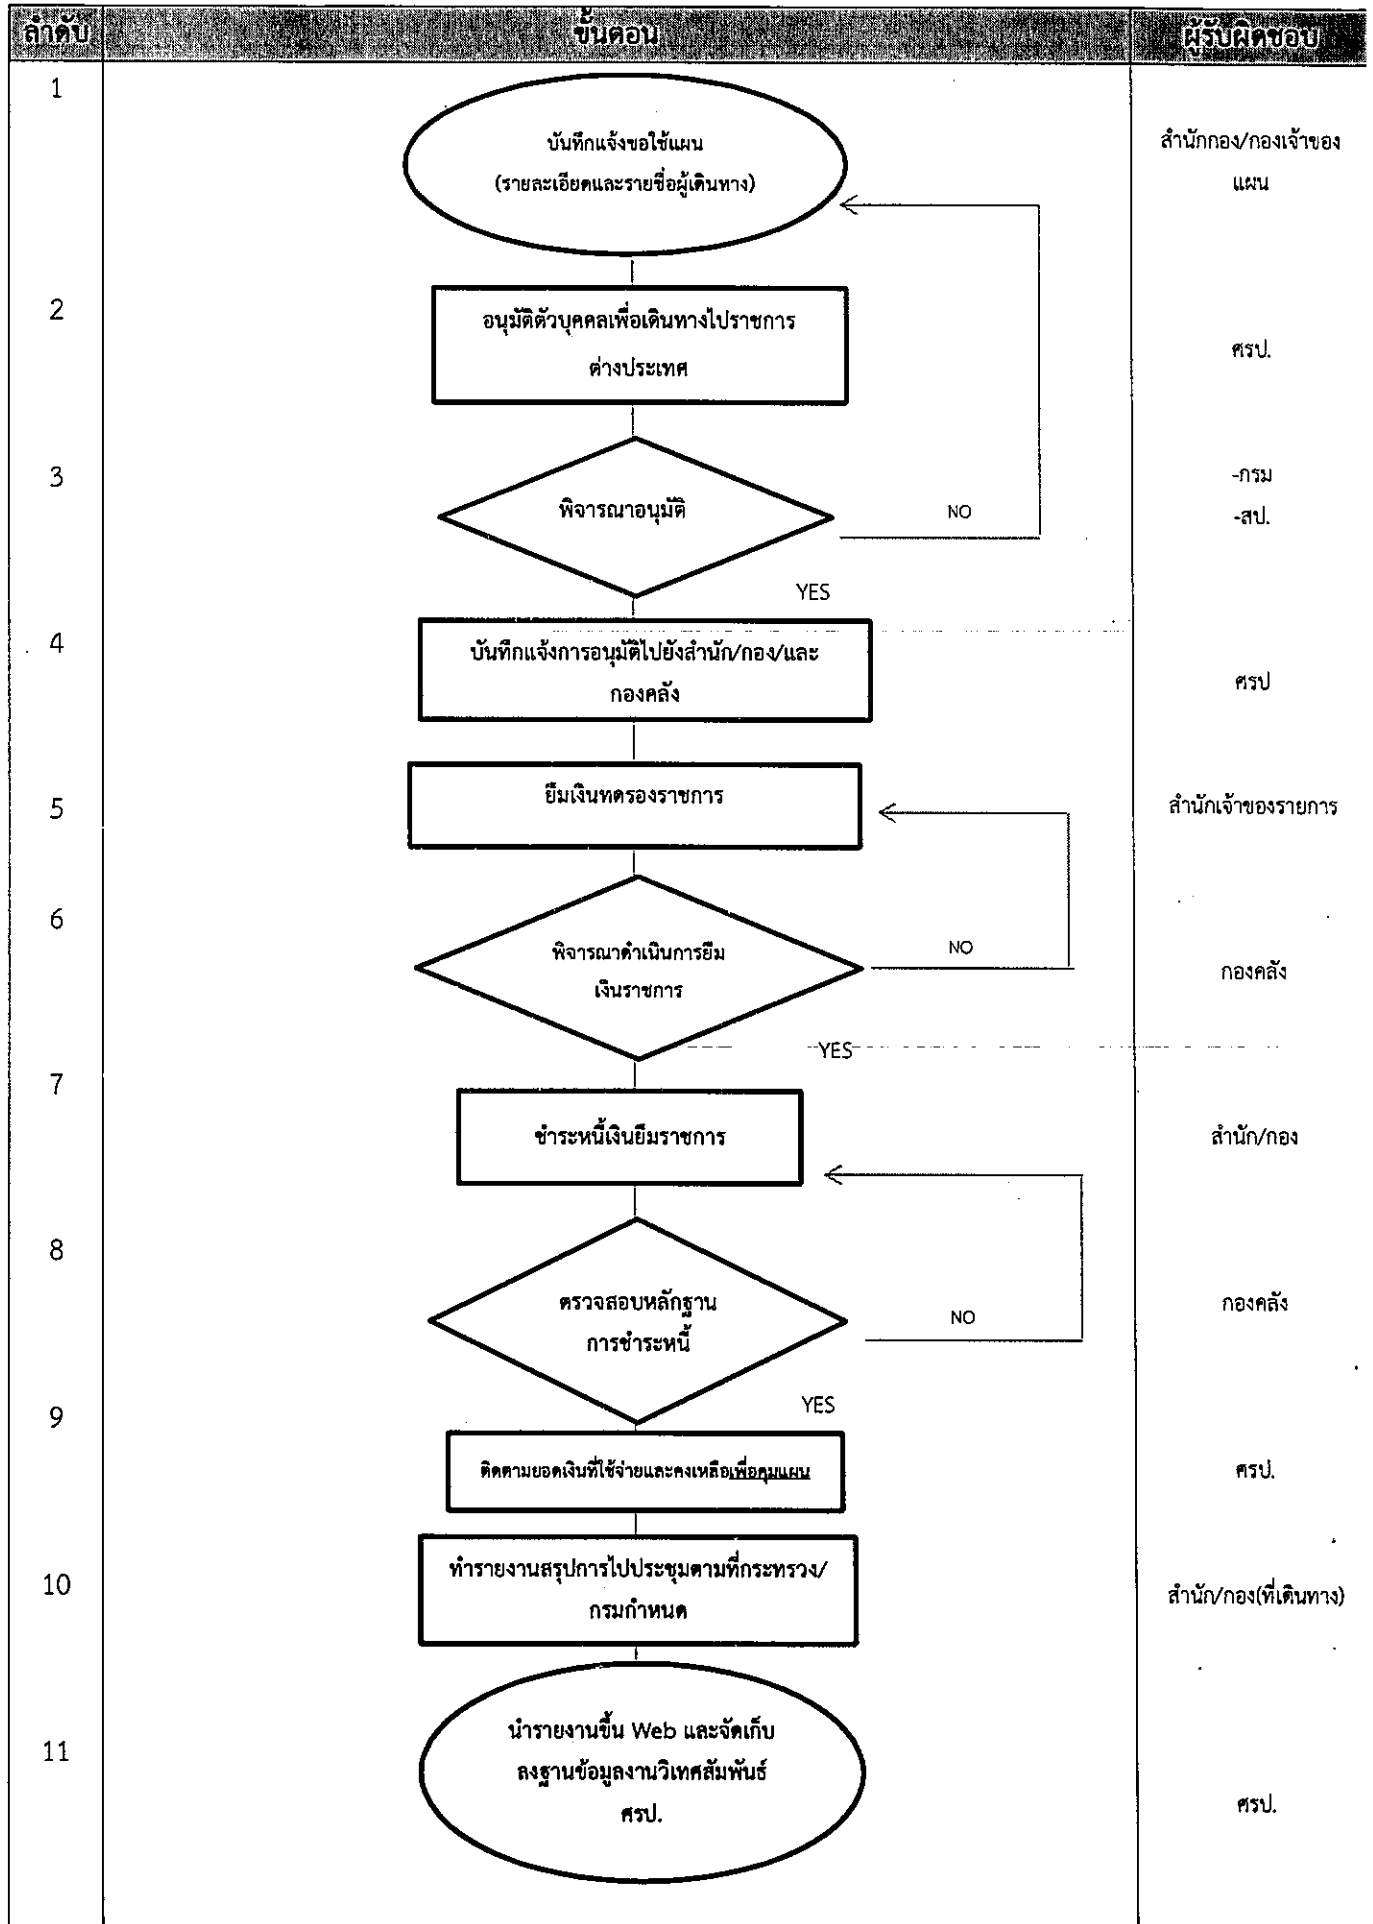 ลำดับ ขั้นตอน ผู้รับผิดชอบ
1
บันทึกแจ้งขอใช้แผน
(รายละเอียดและรายชื่อผู้เดินทาง)
สำนักกอง/กองเจ้าของ
แผน
2
อนุมัติตัวบุคคลเพื่อเดินทางไปราชการ
ต่างประเทศ
ศรป.
3
พิจารณาอนุมัติ
NO
YES
-กรม
-สป.
4
บันทึกแจ้งการอนุมัติไปยังสำนัก/กอง/และ
กองคลัง
ศรป
5
ยืมเงินทดรองราชการ
สำนักเจ้าของรายการ
6
พิจารณาดำเนินการยืม
เงินราชการ
NO
YES
กองคลัง
7
ชำระหนี้เงินยืมราชการ
สำนัก/กอง
8
ตรวจสอบหลักฐาน
การชำระหนี้
NO
YES
กองคลัง
9
ติดตามยอดเงินที่ใช้จ่ายและคงเหลือเพื่อคุมแผน
ศรป.
10
ทำรายงานสรุปการไปประชุมตามที่กระทรวง/
กรมกำหนด
สำนัก/กอง(ที่เดินทาง)
11
นำรายงานขึ้น Web และจัดเก็บ
ลงฐานข้อมูลงานวิเทศสัมพันธ์
ศรป.
ศรป.